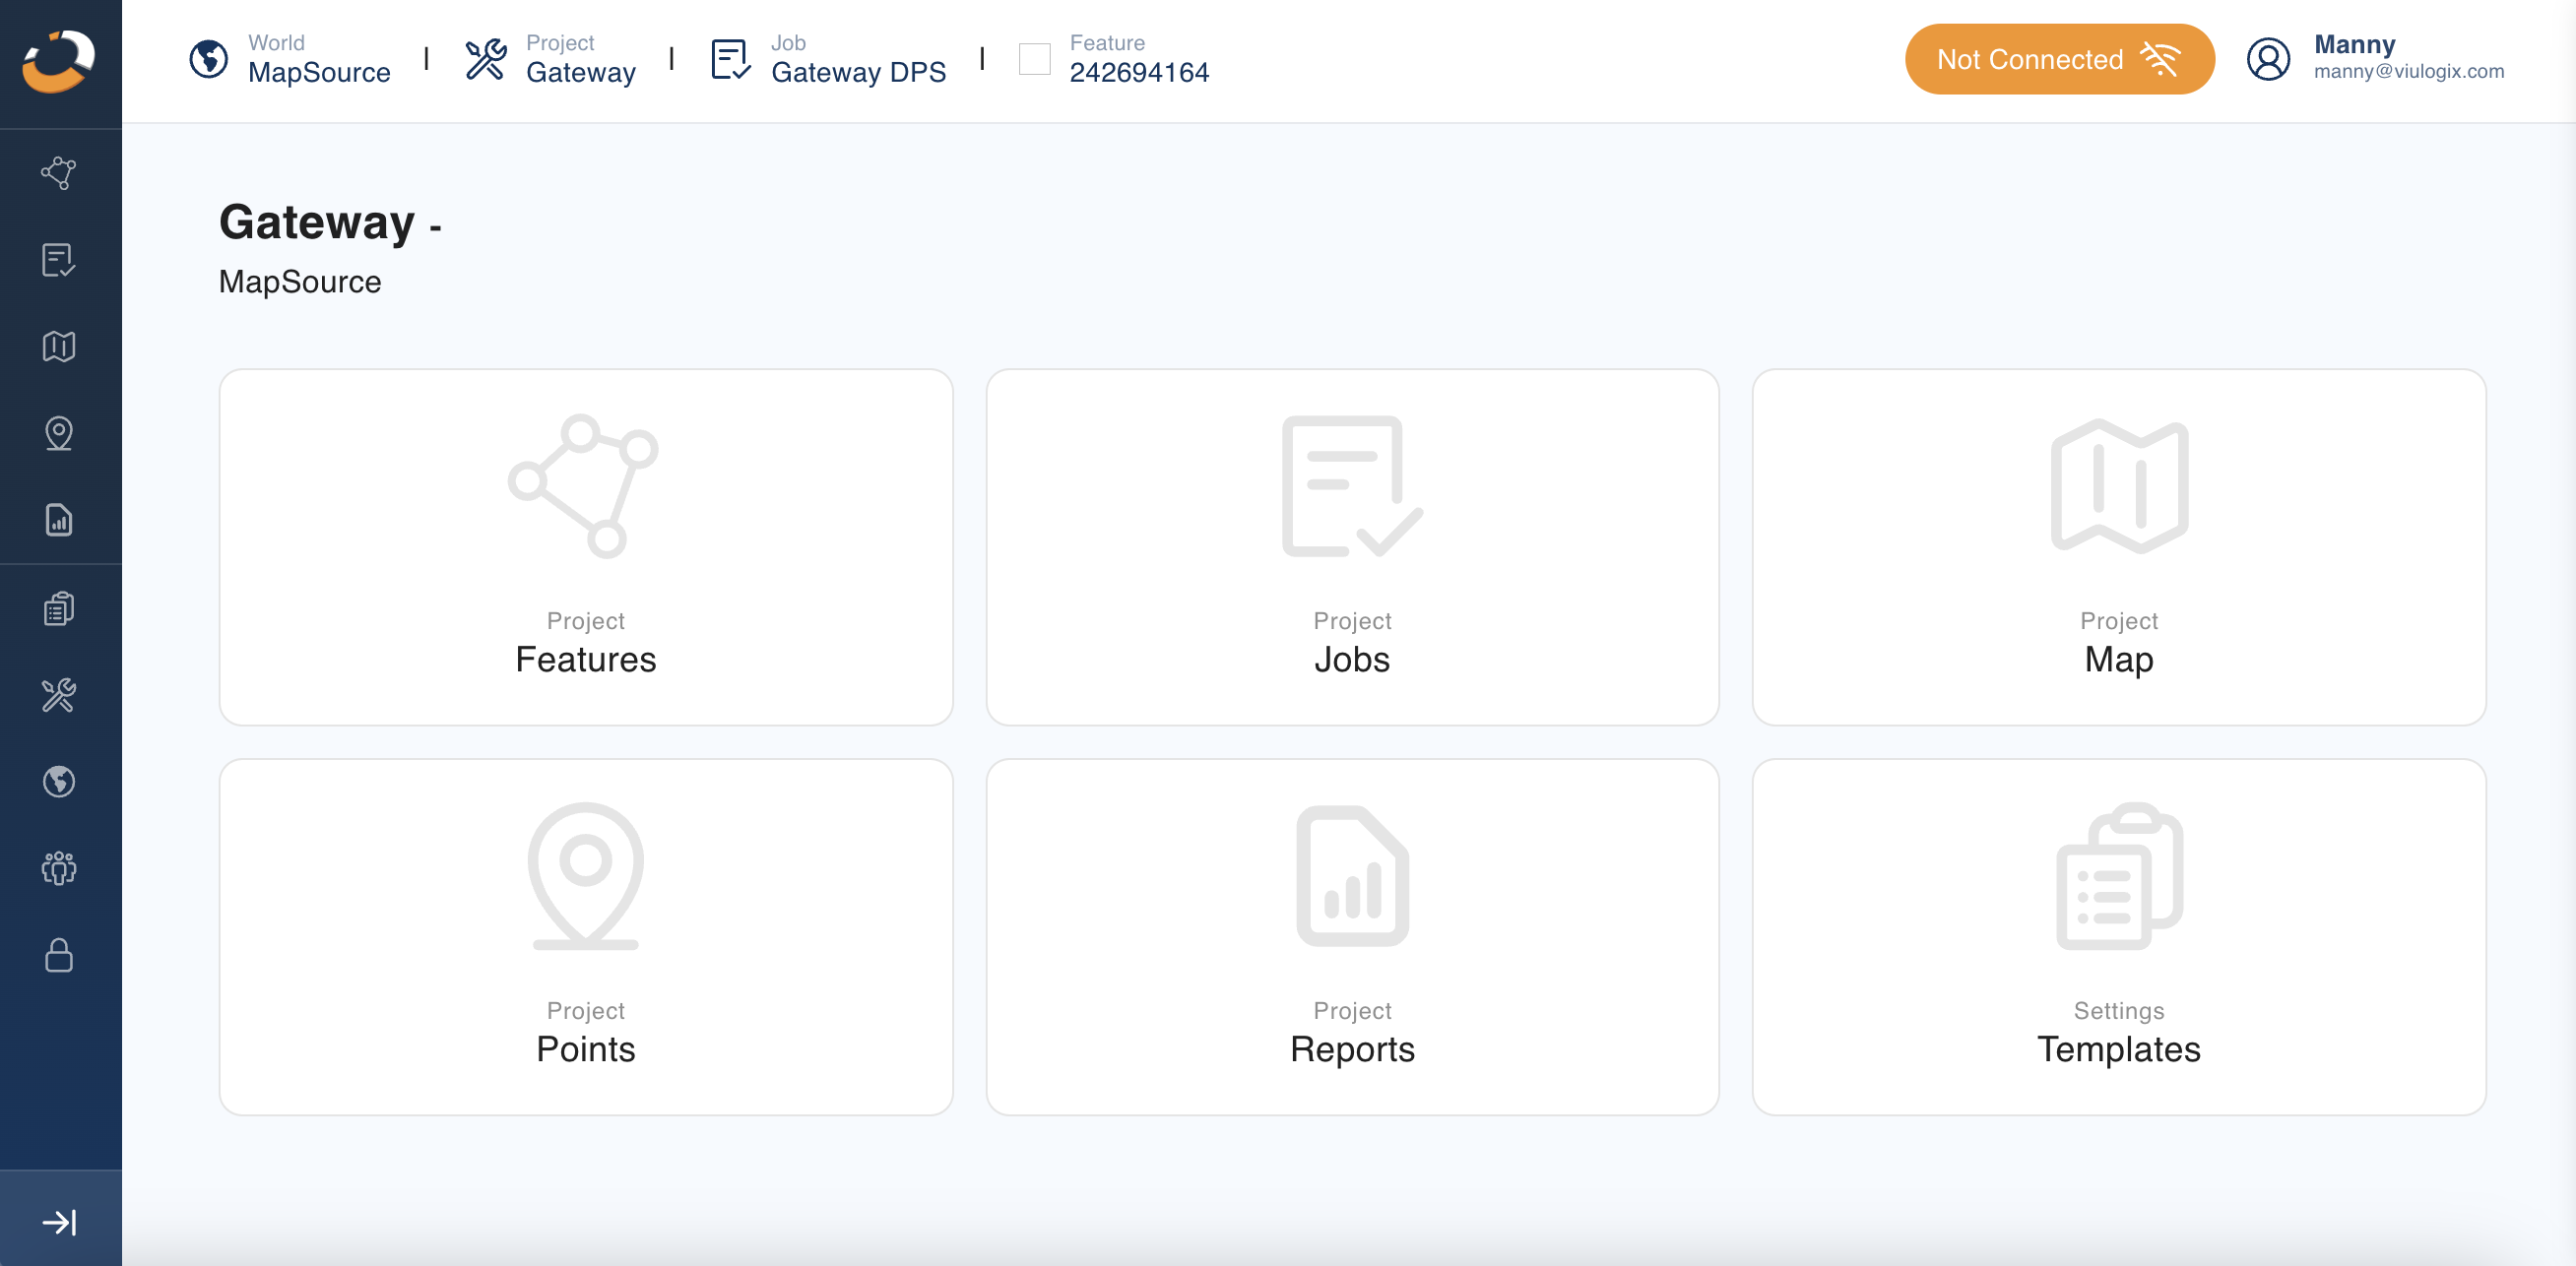 World
MapSource
Project
Gateway
Job
Gateway DPS
Feature
242694164
Not Connected
Manny
manny@viulogix.com
Gateway -
MapSource
Project
Features
Project
Jobs
Project
Map
Project
Points
Project
Reports
Settings
Templates